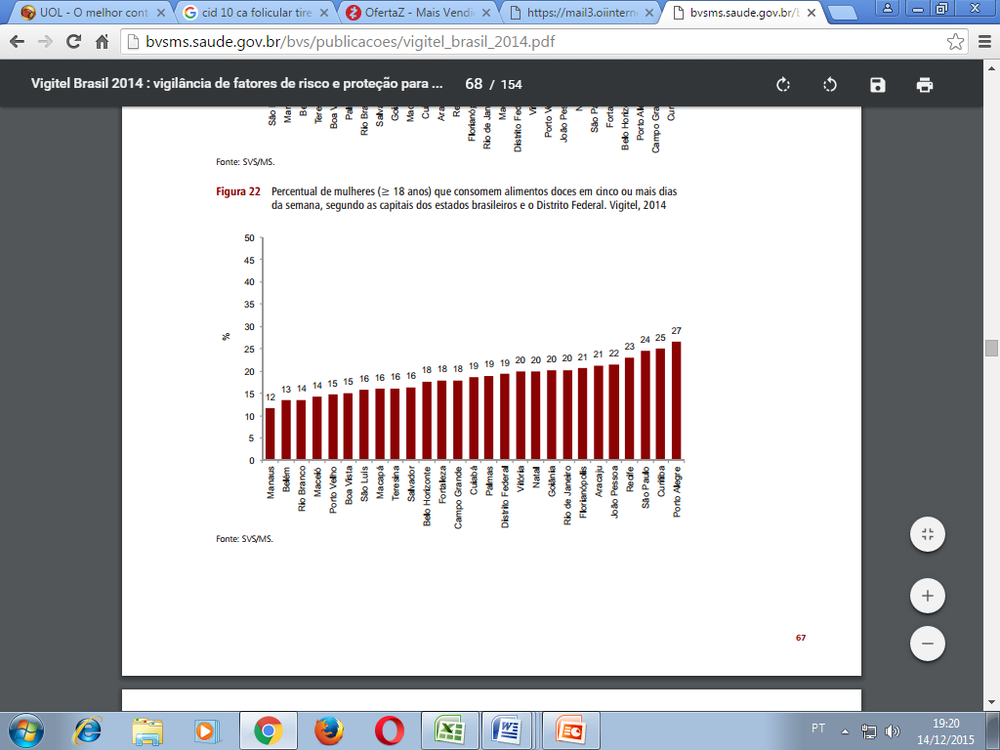 UOL - O melhor cont
cid 10 ca folicular tire
OfertaZ - Mais Vendi
https://mail3.oiintern
bvsms.saude.gov.br/b
bvsms.saude.gov.br/bvs/publicacoes/vigitel_brasil_2014.pdf
Vigitel Brasil 2014 : vigilância de fatores de risco e proteção para ... 68 / 154
Fonte: SVS/MS.
Figura 22 Percentual de mulheres (≥ 18 anos) que consomem alimentos doces em cinco ou mais dias
da semana, segundo as capitais dos estados brasileiros e o Distrito Federal. Vigitel, 2014
50
45
40
35
30
25
20
15
10
5
0
%
12 13 14 14 15 15 16 16 16 16 18 18 18 19 19 19 20 20 20 20 21 21 22 23 24 25 27
Manaus
Belém
Rio Branco
Maceió
Porto Velho
Boa Vista
São Luís
Macapá
Teresina
Salvador
Belo Horizonte
Fortaleza
Campo Grande
Cuiabá
Palmas
Distrito Federal
Vitória
Natal
Goiânia
Rio de Janeiro
Florianópolis
Aracaju
João Pessoa
Recife
São Paulo
Curitiba
Porto Alegre
Fonte: SVS/MS.
67
PT
19:20
14/12/2015